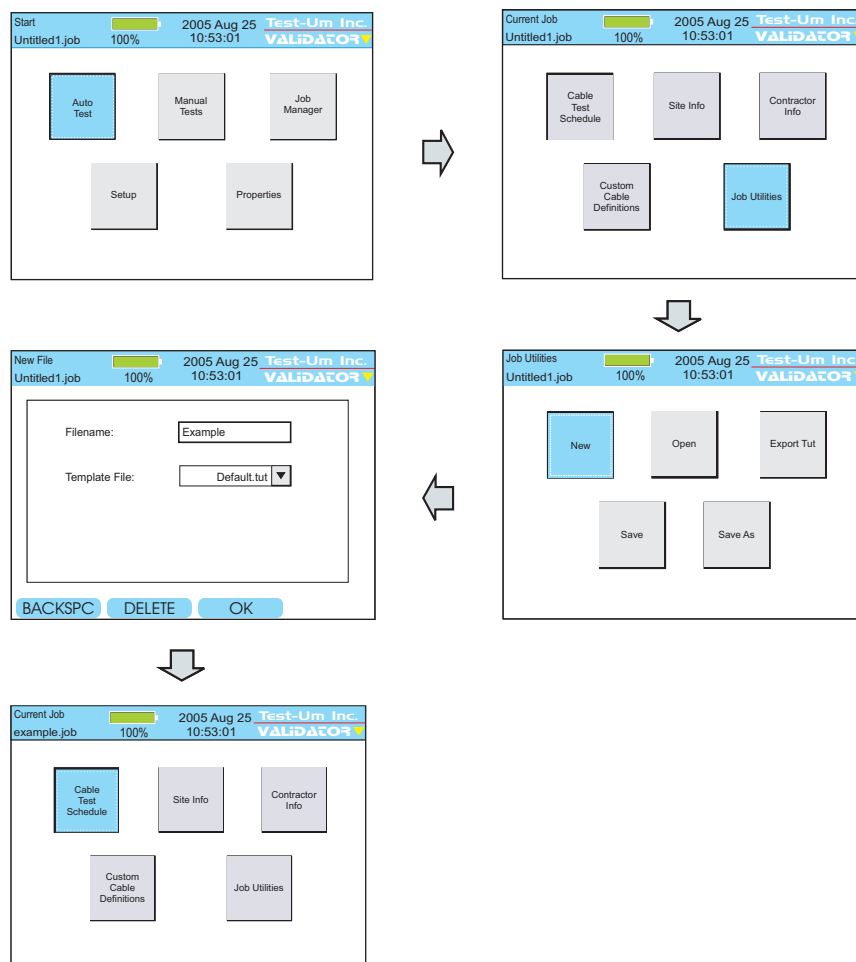 Start
Untitled1.job
100%
2005 Aug 25
10:53:01
Test-Um Inc.
VALIDATOR
Auto
Test
Manual
Tests
Job
Manager
Setup
Properties
Current Job
Untitled1.job
100%
2005 Aug 25
10:53:01
Test-Um Inc.
VALIDATOR
Cable
Test
Schedule
Site Info
Contractor
Info
Custom
Cable
Definitions
Job Utilities
Job Utilities
Untitled1.job
100%
2005 Aug 25
10:53:01
Test-Um Inc.
VALIDATOR
New
Open
Export Tut
Save
Save As
New File
Untitled1.job
100%
2005 Aug 25
10:53:01
Test-Um Inc.
VALIDATOR
Filename:
Example
Template File:
Default.tut
BACKSPC
DELETE
OK
Current Job
example.job
100%
2005 Aug 25
10:53:01
Test-Um Inc.
VALIDATOR
Cable
Test
Schedule
Site Info
Contractor
Info
Custom
Cable
Definitions
Job Utilities